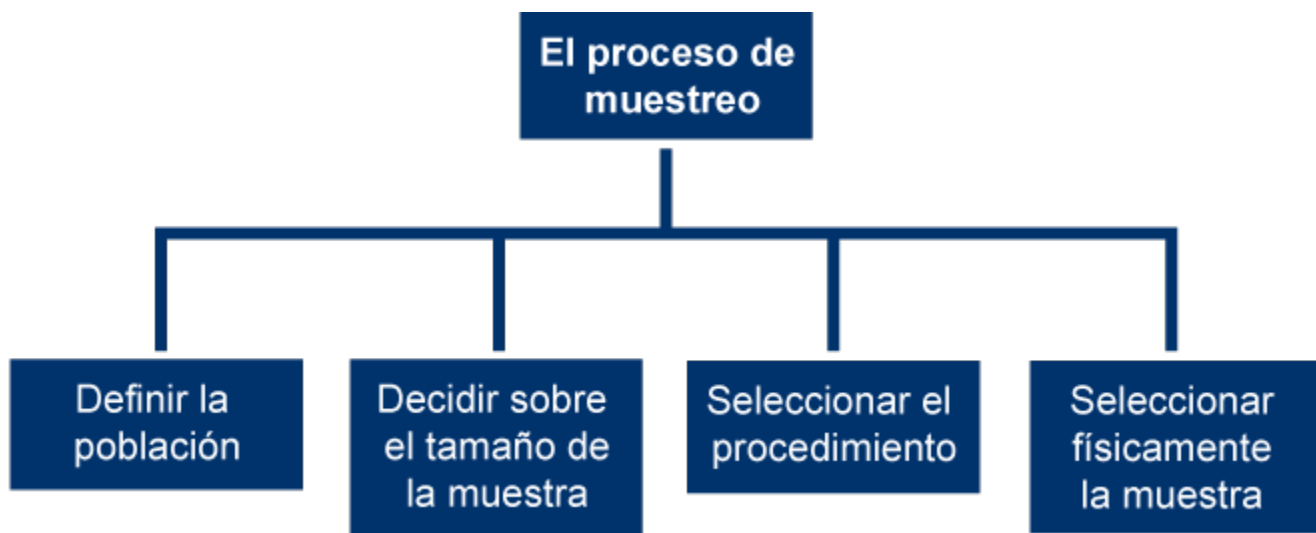 El proceso de
muestreo
Definir la
población
Decidir sobre
el tamaño de
la muestra
Seleccionar el
procedimiento
Seleccionar
físicamente
la muestra